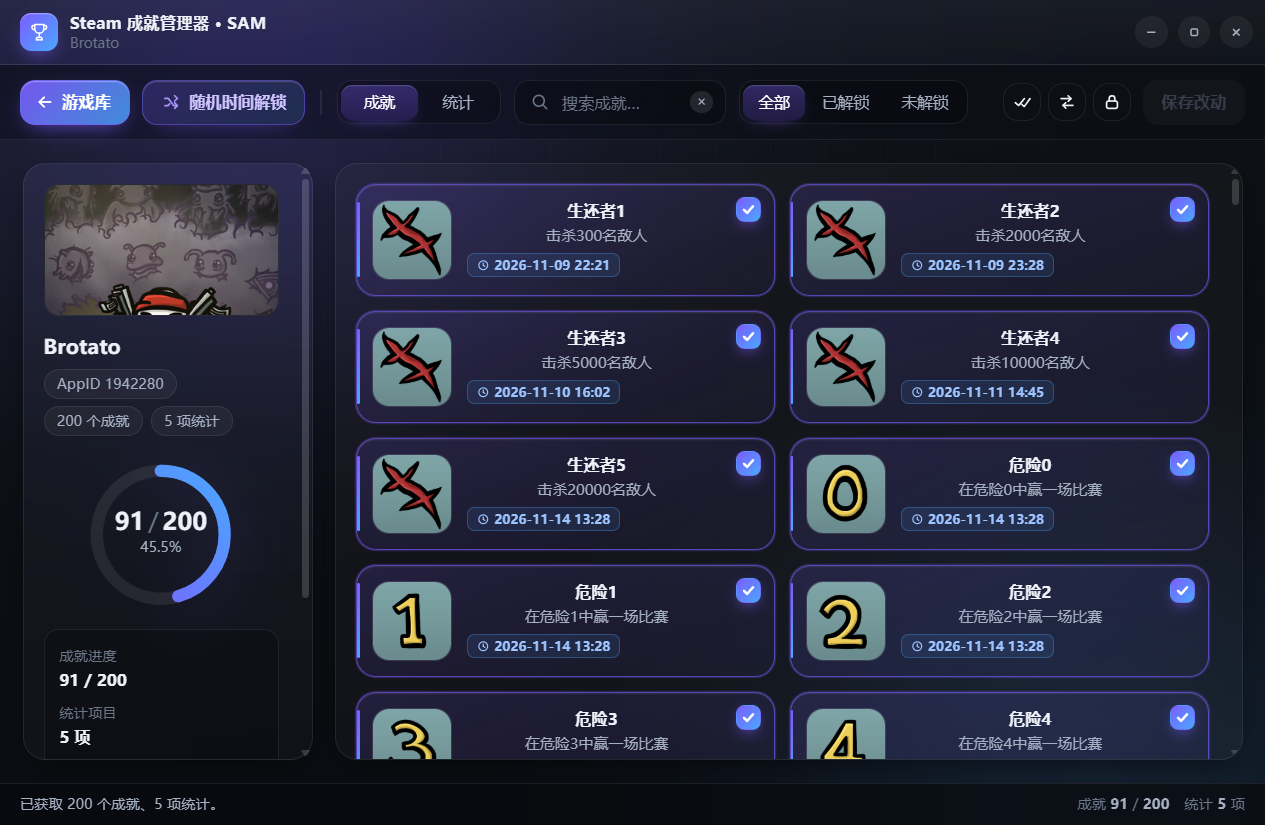 Steam 成就管理器 • SAM
Brotato
游戏库
随机时间解锁
成就
统计
搜索成就...
全部
已解锁
未解锁
保存改动
Brotato
AppID 1942280
200 个成就
5 项统计
91/200
45.5%
成就进度
91 / 200
统计项目
5 项
生还者1
击杀300名敌人
2026-11-09 22:21
生还者2
击杀2000名敌人
2026-11-09 23:28
生还者3
击杀5000名敌人
2026-11-10 16:02
生还者4
击杀10000名敌人
2026-11-11 14:45
生还者5
击杀20000名敌人
2026-11-14 13:28
0
危险0
在危险0中赢一场比赛
2026-11-14 13:28
1
危险1
在危险1中赢一场比赛
2026-11-14 13:28
2
危险2
在危险2中赢一场比赛
2026-11-14 13:28
3
危险3
在危险3中赢一场比赛
4
危险4
在危险4中赢一场比赛
已获取 200 个成就、5 项统计。
成就 91 / 200 统计 5 项